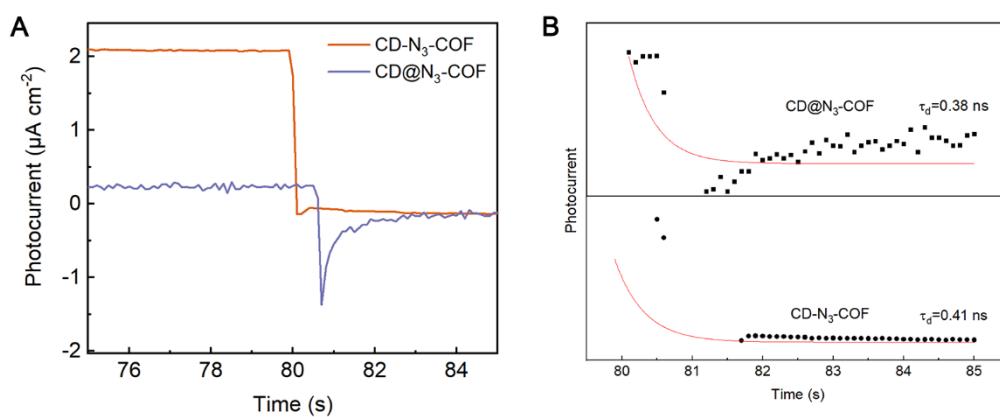 A
2
1
0
-1
-2
Photocurrent (μA cm⁻²)
CD-N₃-COF
CD@N₃-COF
76 78 80 82 84
Time (s)
B
Photocurrent
CD@N₃-COF τd=0.38 ns
CD-N₃-COF τd=0.41 ns
80 81 82 83 84 85
Time (s)